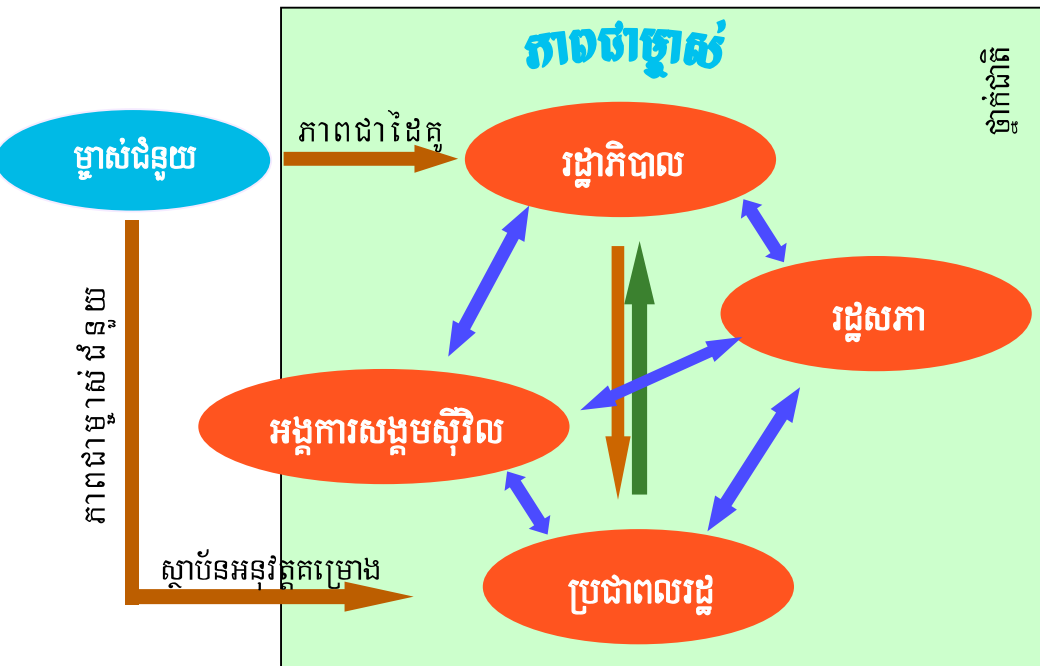 ភាពជាម្ចាស់
ថ្នាក់ជាតិ
ភាពជាដៃគូ
ម្ចាស់ជំនួយ
រដ្ឋាភិបាល
រដ្ឋសភា
ភាពជាម្ចាស់ជំនួយ
អង្គការសង្គមស៊ីវិល
ស្ថាប័នអនុវត្តគម្រោង
ប្រជាពលរដ្ឋ